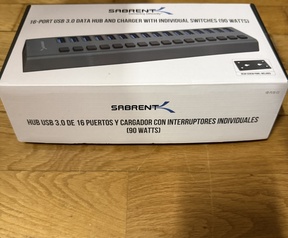 SABRENT
16-PORT USB 3.0 DATA HUB AND CHARGER WITH INDIVIDUAL SWITCHES (90 WATTS)
SABRENT
HUB USB 3.0 DE 16 PUERTOS Y CARGADOR CON INTERRUPTORES INDIVIDUALES
(90 WATTS)